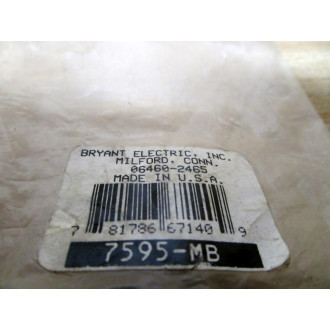 BRYANT ELECTRIC, INC.
MILFORD, CONN.
06460-2465
MADE IN U.S.A.
7 81786 67140 9
7595-MB